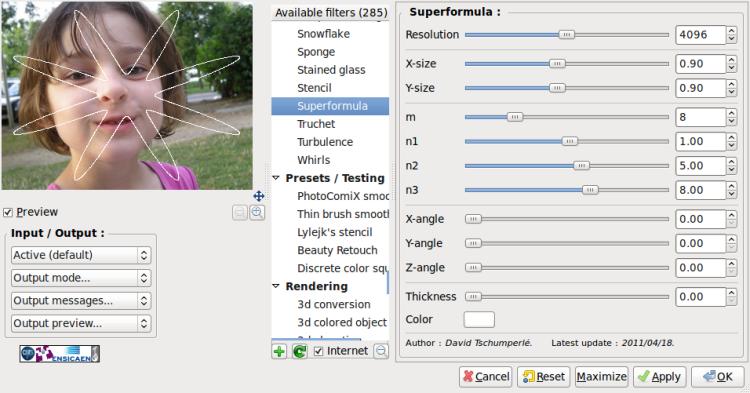 Preview
Input / Output :
Active (default)
Output mode...
Output messages...
Output preview...
ENSICAEN
Available filters (285)
Snowflake
Sponge
Stained glass
Stencil
Superformula
Truchet
Turbulence
Whirls
Presets / Testing
PhotoComiX smoo
Thin brush smooth
Lylejk's stencil
Beauty Retouch
Discrete color squ
Rendering
3d conversion
3d colored object
Internet
Superformula :
Resolution 4096
X-size 0.90
Y-size 0.90
m 8
n1 1.00
n2 5.00
n3 8.00
X-angle 0.00
Y-angle 0.00
Z-angle 0.00
Thickness 0.00
Color
Author : David Tschumperlé. Latest update : 2011/04/18.
Cancel Reset Maximize Apply OK